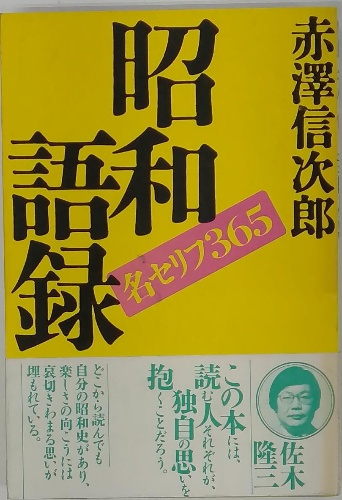 赤澤信次郎
昭和
語録
名セリフ365
佐木
隆三
この本には、
読む人それぞれが、
独自の思いを
抱くことだろう。
どこから読んでも
自分の昭和史があり、
楽しさの向こうには
哀切きわまる思いが
埋もれている。